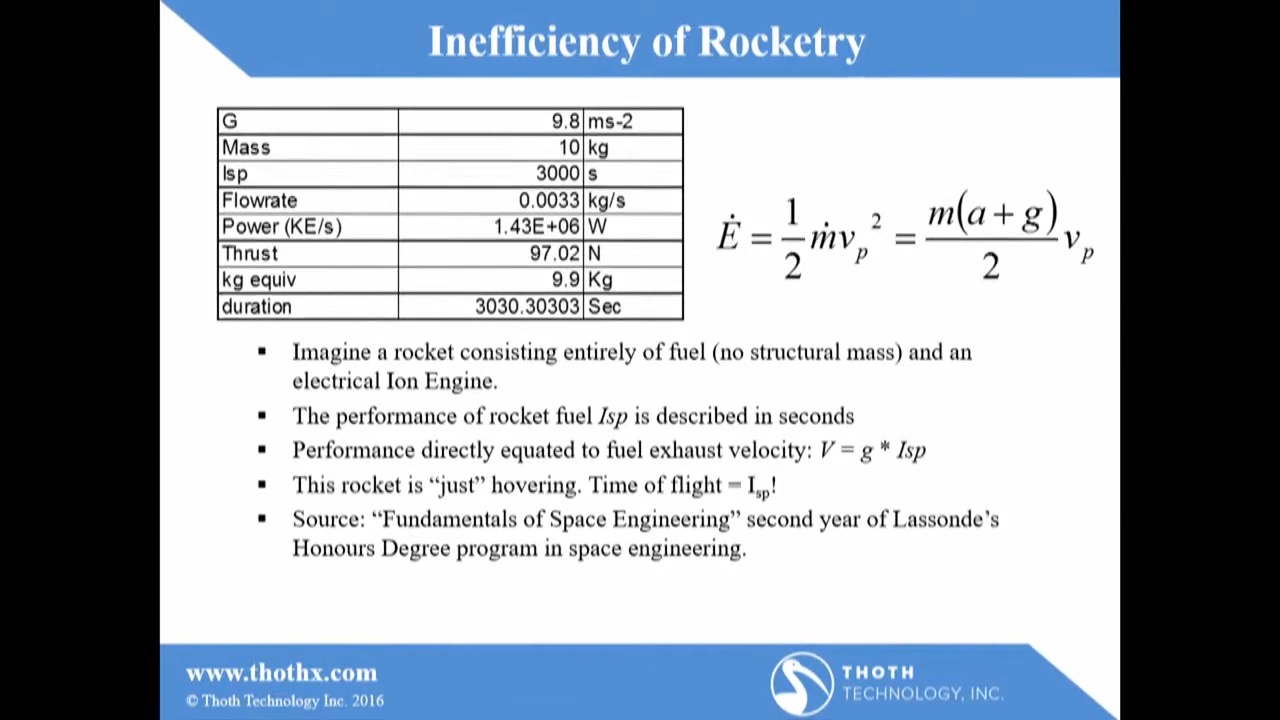 Inefficiency of Rocketry
G 9.8 ms-2
Mass 10 kg
Isp 3000 s
Flowrate 0.0033 kg/s
Power (KE/s) 1.43E+06 W
Thrust 97.02 N
kg equiv 9.9 Kg
duration 3030.30303 Sec
Ė = 1/2 ṁv_p² = m(a + g)/2 v_p
▪ Imagine a rocket consisting entirely of fuel (no structural mass) and an
electrical Ion Engine.
▪ The performance of rocket fuel Isp is described in seconds
▪ Performance directly equated to fuel exhaust velocity: V = g * Isp
▪ This rocket is “just” hovering. Time of flight = I_sp!
▪ Source: “Fundamentals of Space Engineering” second year of Lassonde’s
Honours Degree program in space engineering.
www.thothx.com
© Thoth Technology Inc. 2016
THOTH
TECHNOLOGY, INC.